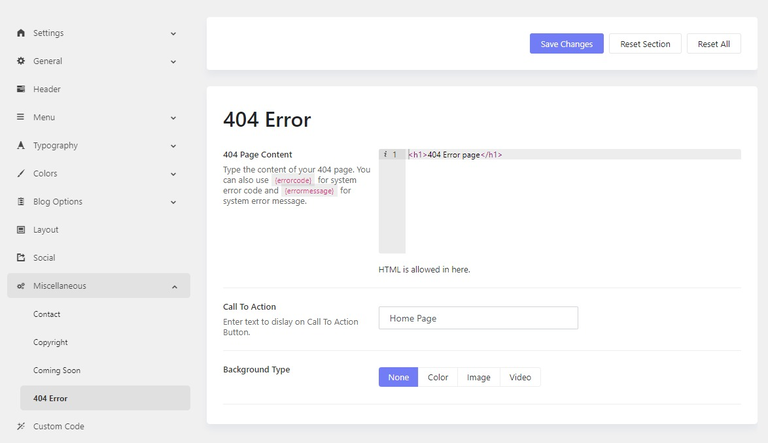 Settings
General
Header
Menu
Typography
Colors
Blog Options
Layout
Social
Miscellaneous
Contact
Copyright
Coming Soon
404 Error
Custom Code
Save Changes
Reset Section
Reset All
404 Error
404 Page Content
Type the content of your 404 page. You
can also use {errorcode} for system
error code and {errormessage} for
system error message.
i 1 <h1>404 Error page</h1>
HTML is allowed in here.
Call To Action
Enter text to dislay on Call To Action
Button.
Home Page
Background Type
None
Color
Image
Video